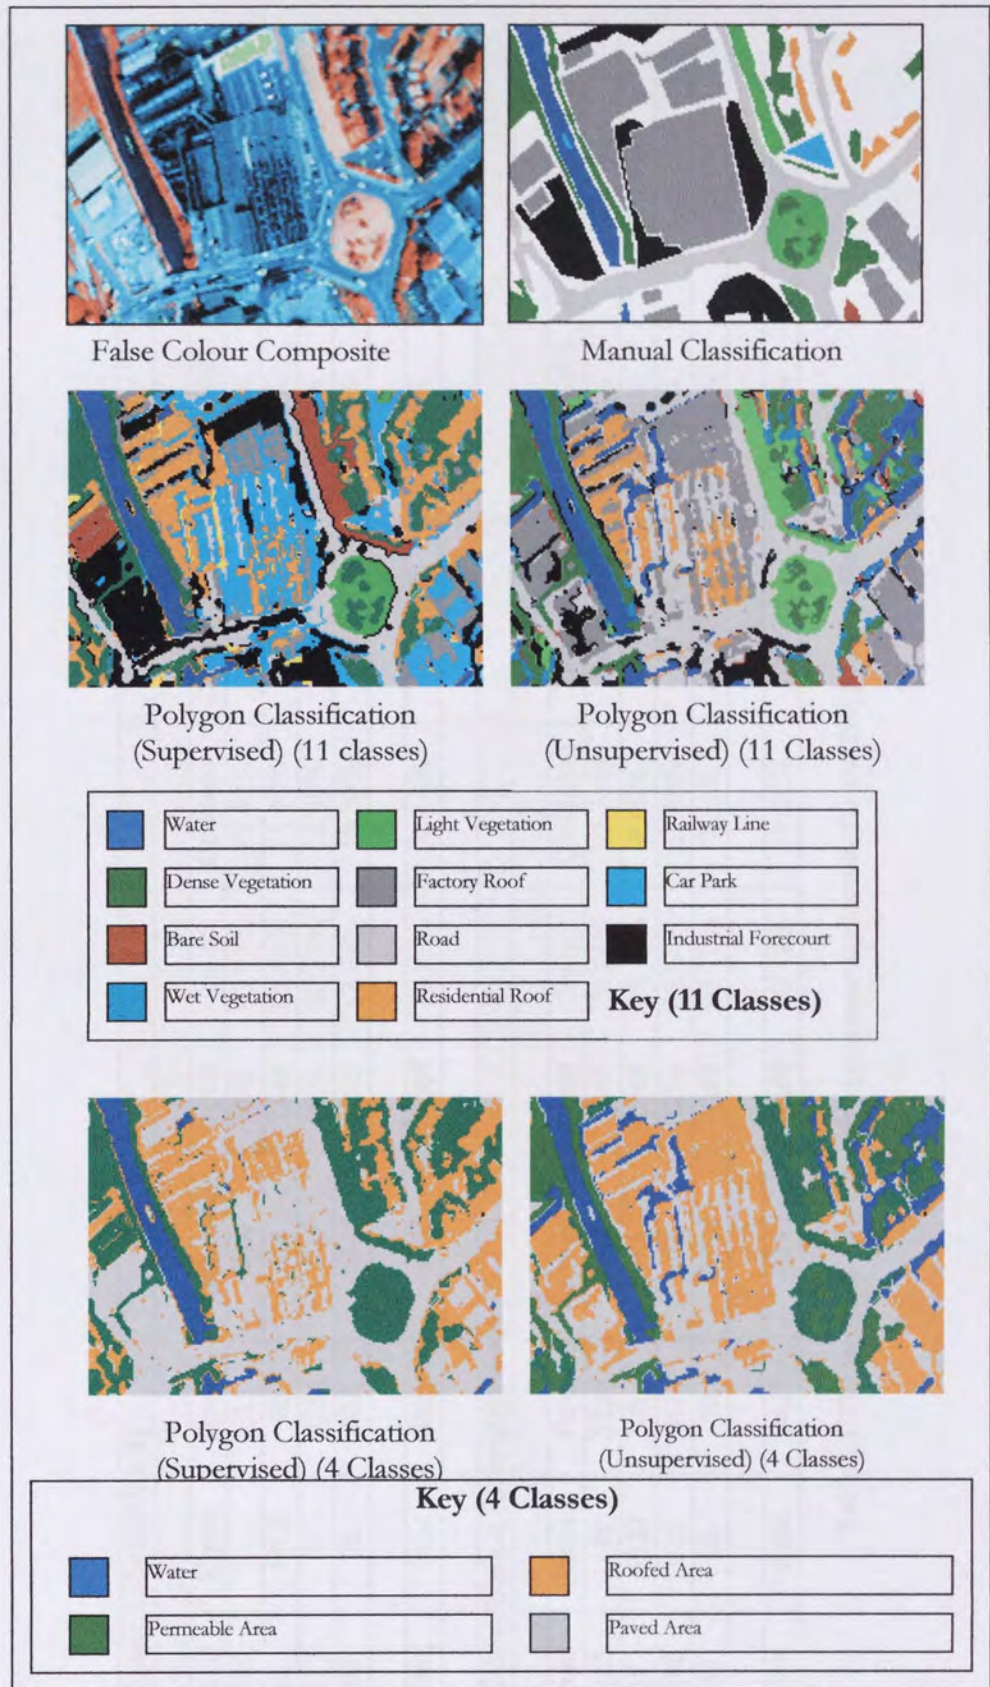 False Colour Composite
Manual Classification
Polygon Classification
(Supervised) (11 classes)
Polygon Classification
(Unsupervised) (11 Classes)
Water
Light Vegetation
Railway Line
Dense Vegetation
Factory Roof
Car Park
Bare Soil
Road
Industrial Forecourt
Wet Vegetation
Residential Roof
Key (11 Classes)
Polygon Classification
(Supervised) (4 Classes)
Polygon Classification
(Unsupervised) (4 Classes)
Key (4 Classes)
Water
Roofed Area
Permeable Area
Paved Area